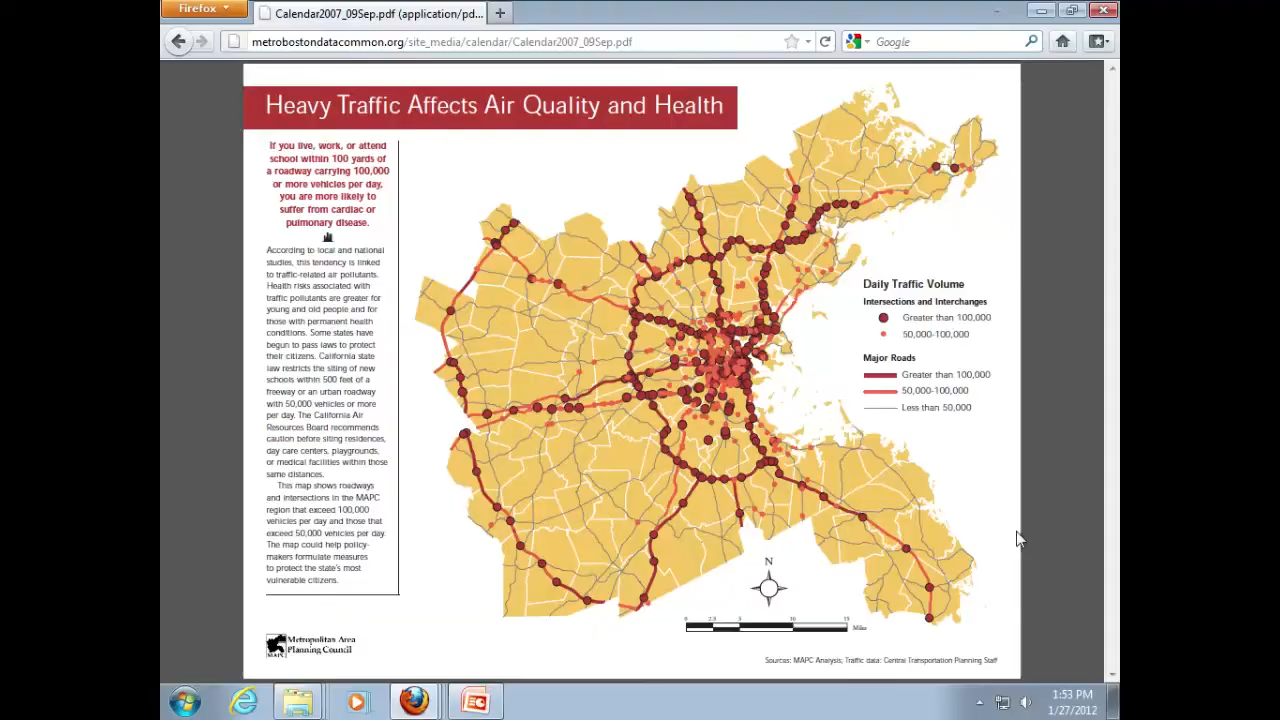 Firefox
Calendar2007_09Sep.pdf (application/pd...
metrobostondatacommon.org/site_media/calendar/Calendar2007_09Sep.pdf
Google
Heavy Traffic Affects Air Quality and Health
If you live, work, or attend
school within 100 yards of
a roadway carrying 100,000
or more vehicles per day,
you are more likely to
suffer from cardiac or
pulmonary disease.
According to local and national
studies, this tendency is linked
to traffic-related air pollutants.
Health risks associated with
traffic pollutants are greater for
young and old people and for
those with permanent health
conditions. Some states have
begun to pass laws to protect
their citizens. California state
law restricts the siting of new
schools within 500 feet of a
freeway or an urban roadway
with 50,000 vehicles or more
per day. The California Air
Resources Board recommends
caution before siting residences,
day care centers, playgrounds,
or medical facilities within those
same distances.
This map shows roadways
and intersections in the MAPC
region that exceed 100,000
vehicles per day and those that
exceed 50,000 vehicles per day.
The map could help policy-
makers formulate measures
to protect the state's most
vulnerable citizens.
Daily Traffic Volume
Intersections and Interchanges
Greater than 100,000
50,000-100,000
Major Roads
Greater than 100,000
50,000-100,000
Less than 50,000
N
0 2.5 5 10 15
Miles
MAPC
Metropolitan Area
Planning Council
Sources: MAPC Analysis; Traffic data: Central Transportation Planning Staff
1:53 PM
1/27/2012